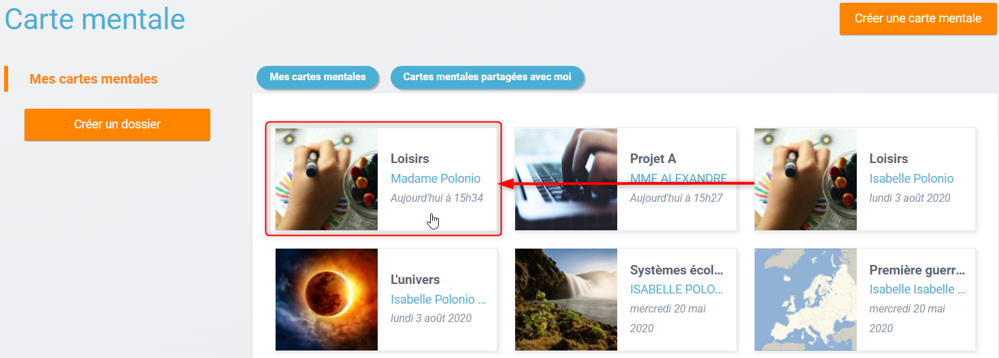 Carte mentale
Créer une carte mentale
Mes cartes mentales
Créer un dossier
Mes cartes mentales
Cartes mentales partagées avec moi
Loisirs
Madame Polonio
Aujourd'hui à 15h34
Projet A
MME ALEXANDRE
Aujourd'hui à 15h27
Loisirs
Isabelle Polonio
lundi 3 août 2020
L'univers
Isabelle Polonio ...
lundi 3 août 2020
Systèmes écol...
ISABELLE POLO...
mercredi 20 mai
2020
Première guerr...
Isabelle Isabelle ...
mercredi 20 mai
2020